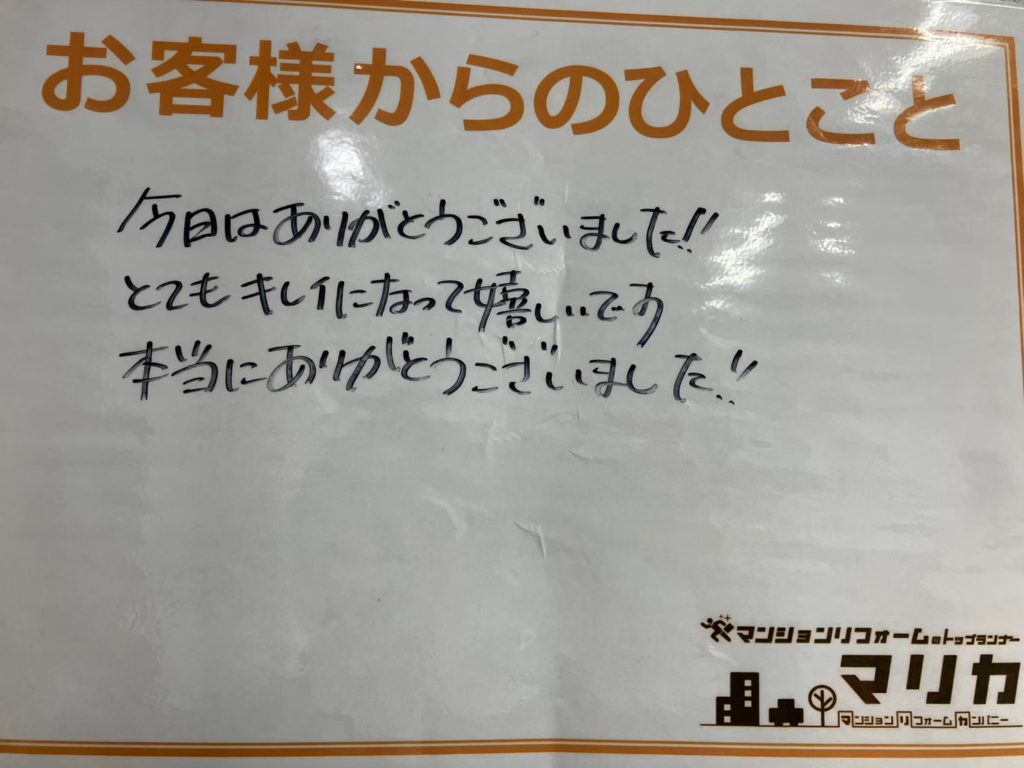 お客様からのひとこと
今日はありがとうございました!!
とてもキレイになって嬉しいです
本当にありがとうございました!!
マンションリフォームのトップランナー
マリカ
マンションリフォームカンパニー